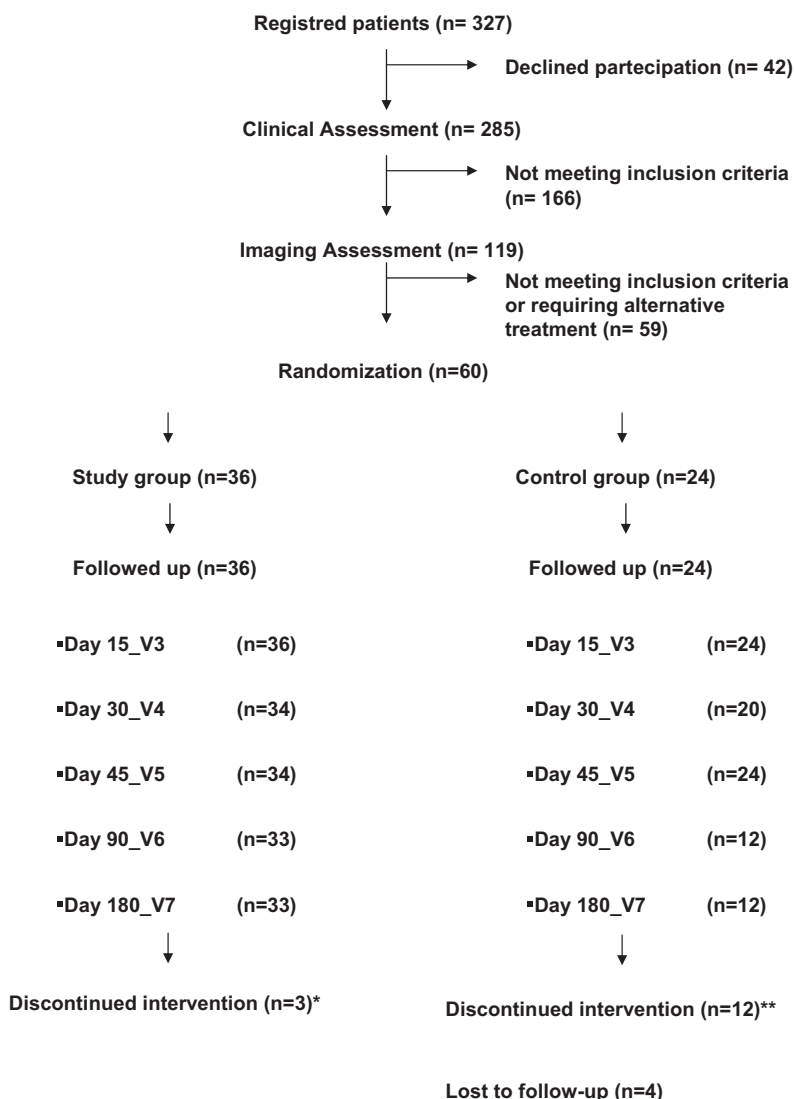 Registred patients (n= 327)
Declined partecipation (n= 42)
Clinical Assessment (n= 285)
Not meeting inclusion criteria
(n= 166)
Imaging Assessment (n= 119)
Not meeting inclusion criteria
or requiring alternative
treatment (n= 59)
Randomization (n=60)
Study group (n=36)
Control group (n=24)
Followed up (n=36)
Followed up (n=24)
▪Day 15_V3 (n=36)
▪Day 15_V3 (n=24)
▪Day 30_V4 (n=34)
▪Day 30_V4 (n=20)
▪Day 45_V5 (n=34)
▪Day 45_V5 (n=24)
▪Day 90_V6 (n=33)
▪Day 90_V6 (n=12)
▪Day 180_V7 (n=33)
▪Day 180_V7 (n=12)
Discontinued intervention (n=3)*
Discontinued intervention (n=12)**
Lost to follow-up (n=4)